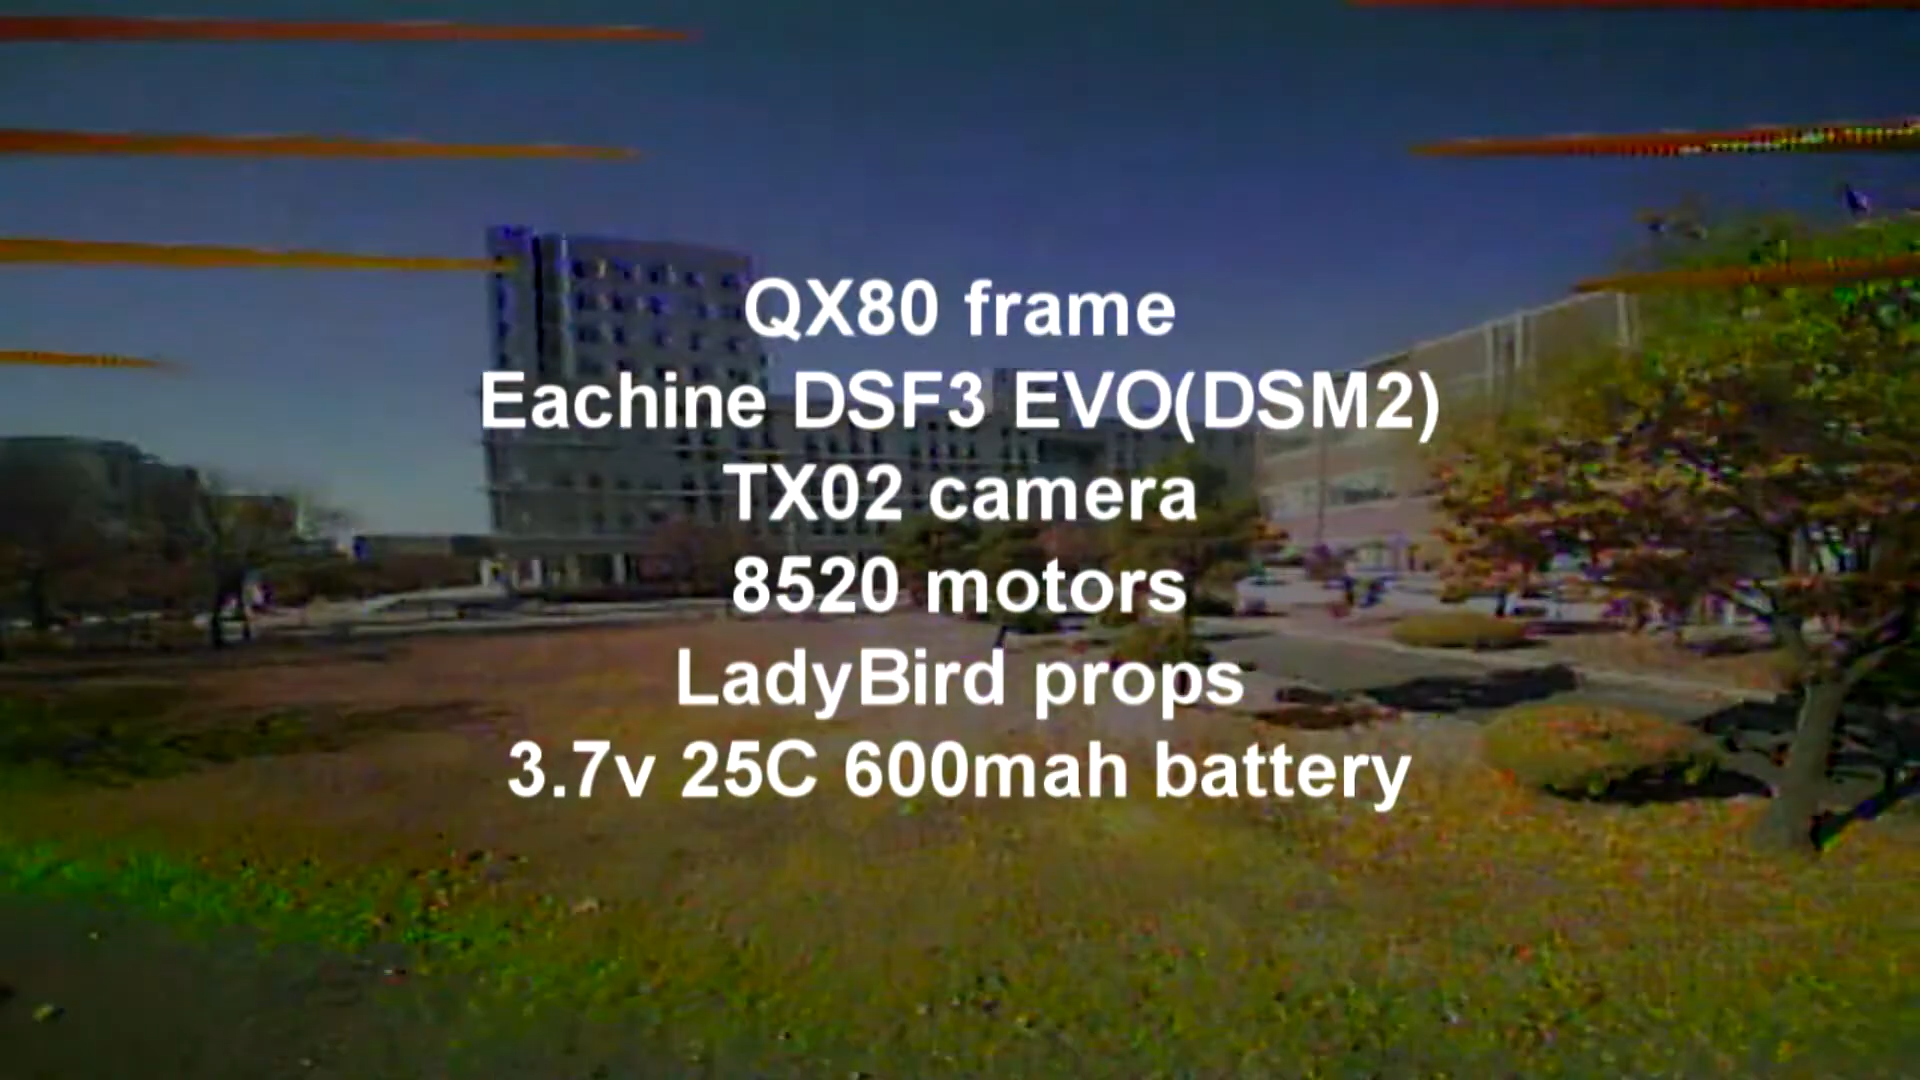 QX80 frame
Eachine DSF3 EVO(DSM2)
TX02 camera
8520 motors
LadyBird props
3.7v 25C 600mah battery